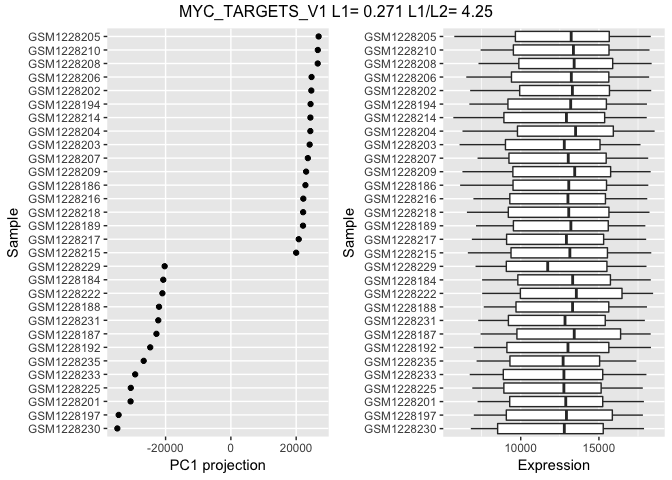 MYC_TARGETS_V1 L1= 0.271 L1/L2= 4.25
Sample
GSM1228205
GSM1228210
GSM1228208
GSM1228206
GSM1228202
GSM1228194
GSM1228214
GSM1228204
GSM1228203
GSM1228207
GSM1228209
GSM1228186
GSM1228216
GSM1228218
GSM1228189
GSM1228217
GSM1228215
GSM1228229
GSM1228184
GSM1228222
GSM1228188
GSM1228231
GSM1228187
GSM1228192
GSM1228235
GSM1228233
GSM1228225
GSM1228201
GSM1228197
GSM1228230
-20000 0 20000
PC1 projection
Sample
GSM1228205
GSM1228210
GSM1228208
GSM1228206
GSM1228202
GSM1228194
GSM1228214
GSM1228204
GSM1228203
GSM1228207
GSM1228209
GSM1228186
GSM1228216
GSM1228218
GSM1228189
GSM1228217
GSM1228215
GSM1228229
GSM1228184
GSM1228222
GSM1228188
GSM1228231
GSM1228187
GSM1228192
GSM1228235
GSM1228233
GSM1228225
GSM1228201
GSM1228197
GSM1228230
10000 15000
Expression